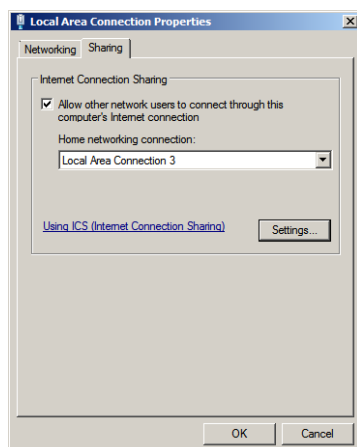 Local Area Connection Properties
Networking Sharing
Internet Connection Sharing
Allow other network users to connect through this
computer's Internet connection
Home networking connection:
Local Area Connection 3
Using ICS (Internet Connection Sharing) Settings...
OK Cancel